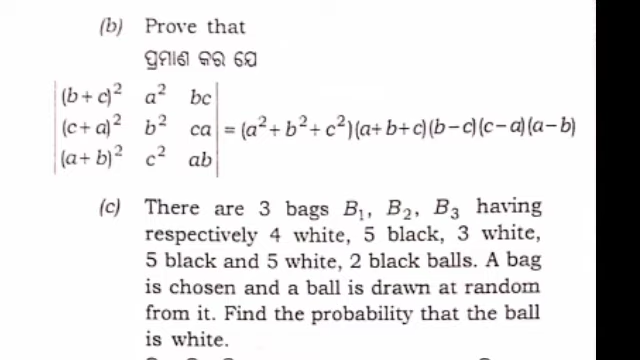 (b) Prove that
ପ୍ରମାଣ କର ଯେ
(b+c)² a² bc
(c+a)² b² ca = (a²+b²+c²)(a+b+c)(b−c)(c−a)(a−b)
(a+b)² c² ab
(c) There are 3 bags B₁, B₂, B₃ having
respectively 4 white, 5 black, 3 white,
5 black and 5 white, 2 black balls. A bag
is chosen and a ball is drawn at random
from it. Find the probability that the ball
is white.